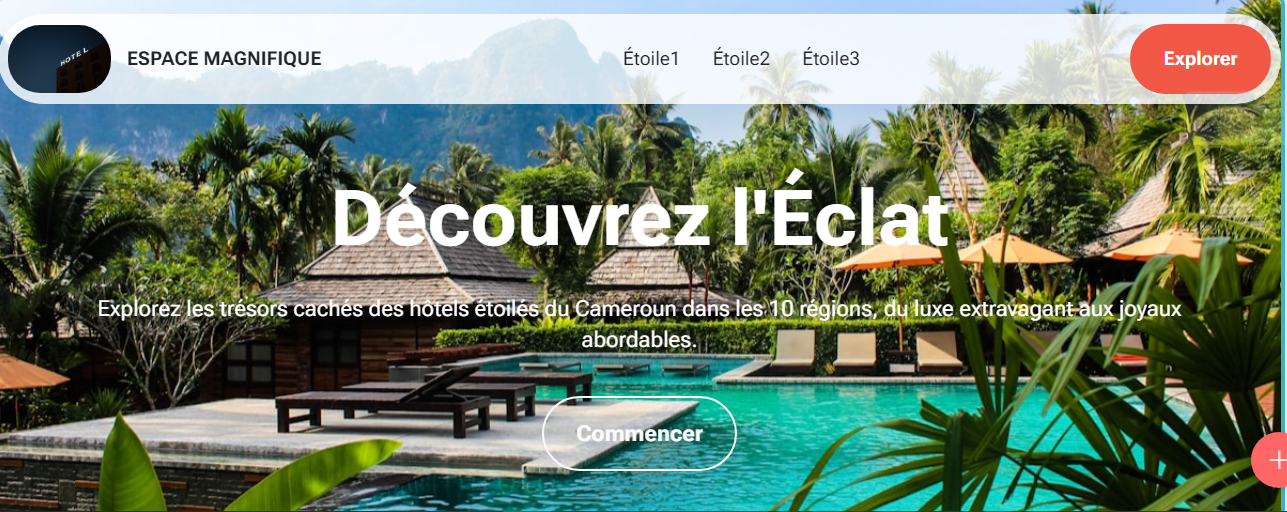 HOTEL
ESPACE MAGNIFIQUE
Étoile1
Étoile2
Étoile3
Explorer
Découvrez l'Éclat
Explorez les trésors cachés des hôtels étoilés du Cameroun dans les 10 régions, du luxe extravagant aux joyaux
abordables.
Commencer